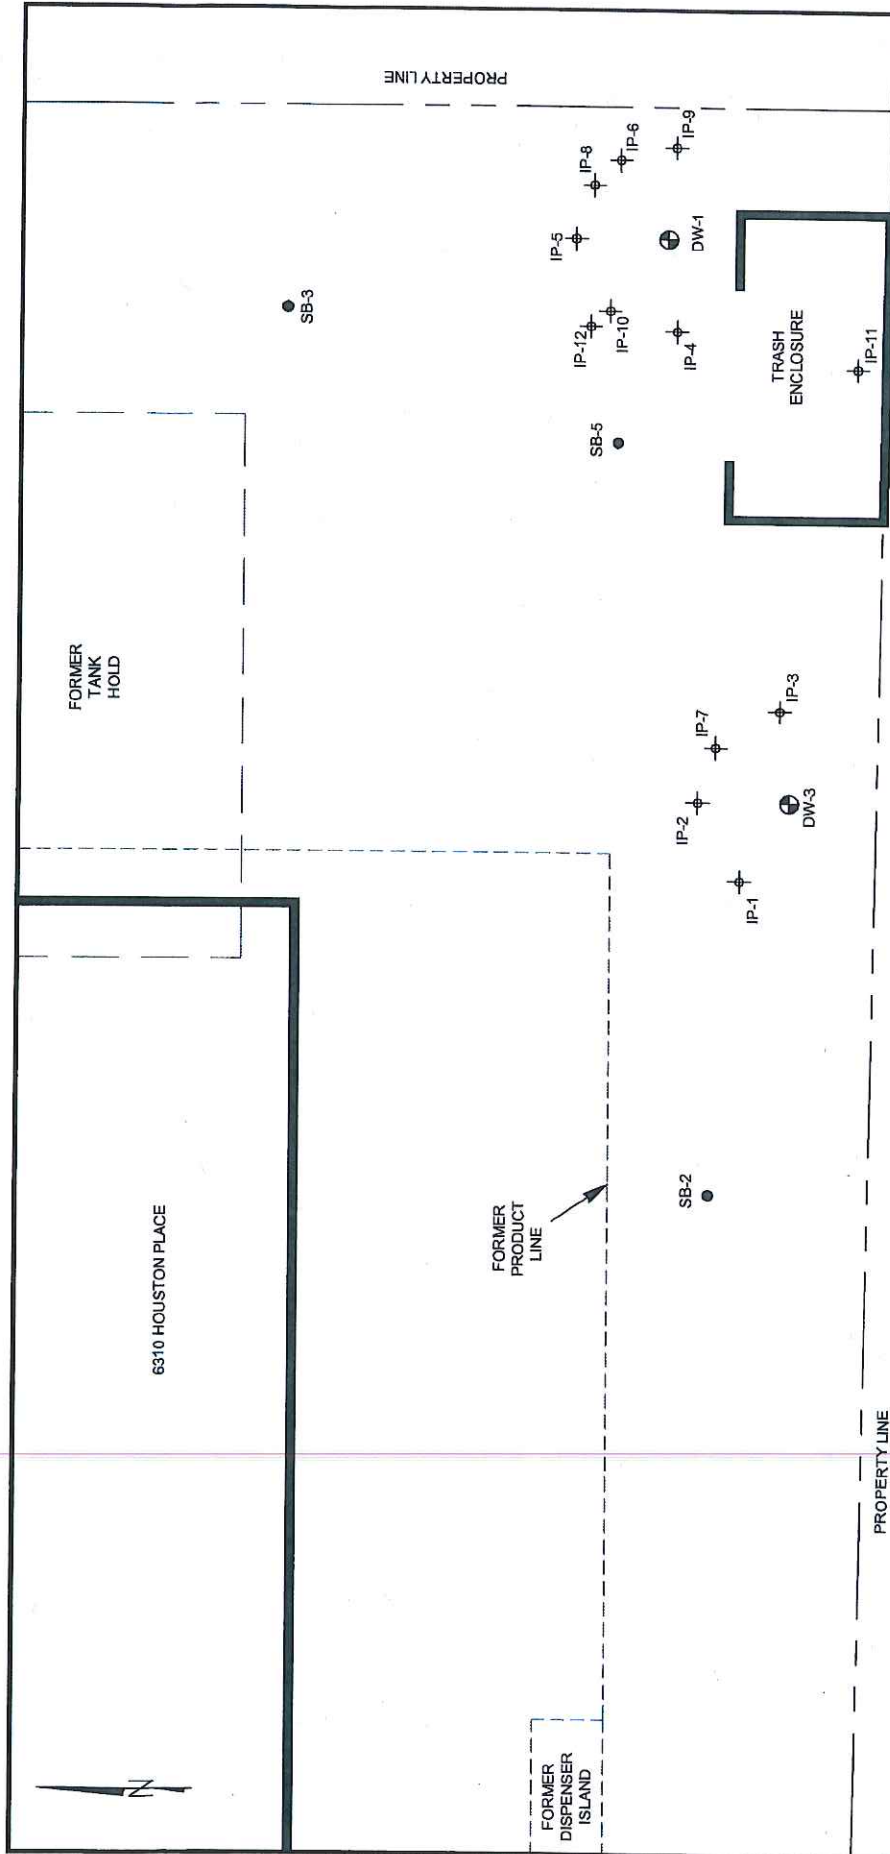 PROPERTY LINE
SB-3
IP-5
IP-8
IP-6
IP-9
DW-1
IP-12
IP-10
IP-4
TRASH
ENCLOSURE
IP-11
SB-5
FORMER
TANK
HOLD
IP-7
IP-3
IP-2
DW-3
IP-1
6310 HOUSTON PLACE
FORMER
PRODUCT
LINE
SB-2
PROPERTY LINE
FORMER
DISPENSER
ISLAND
N